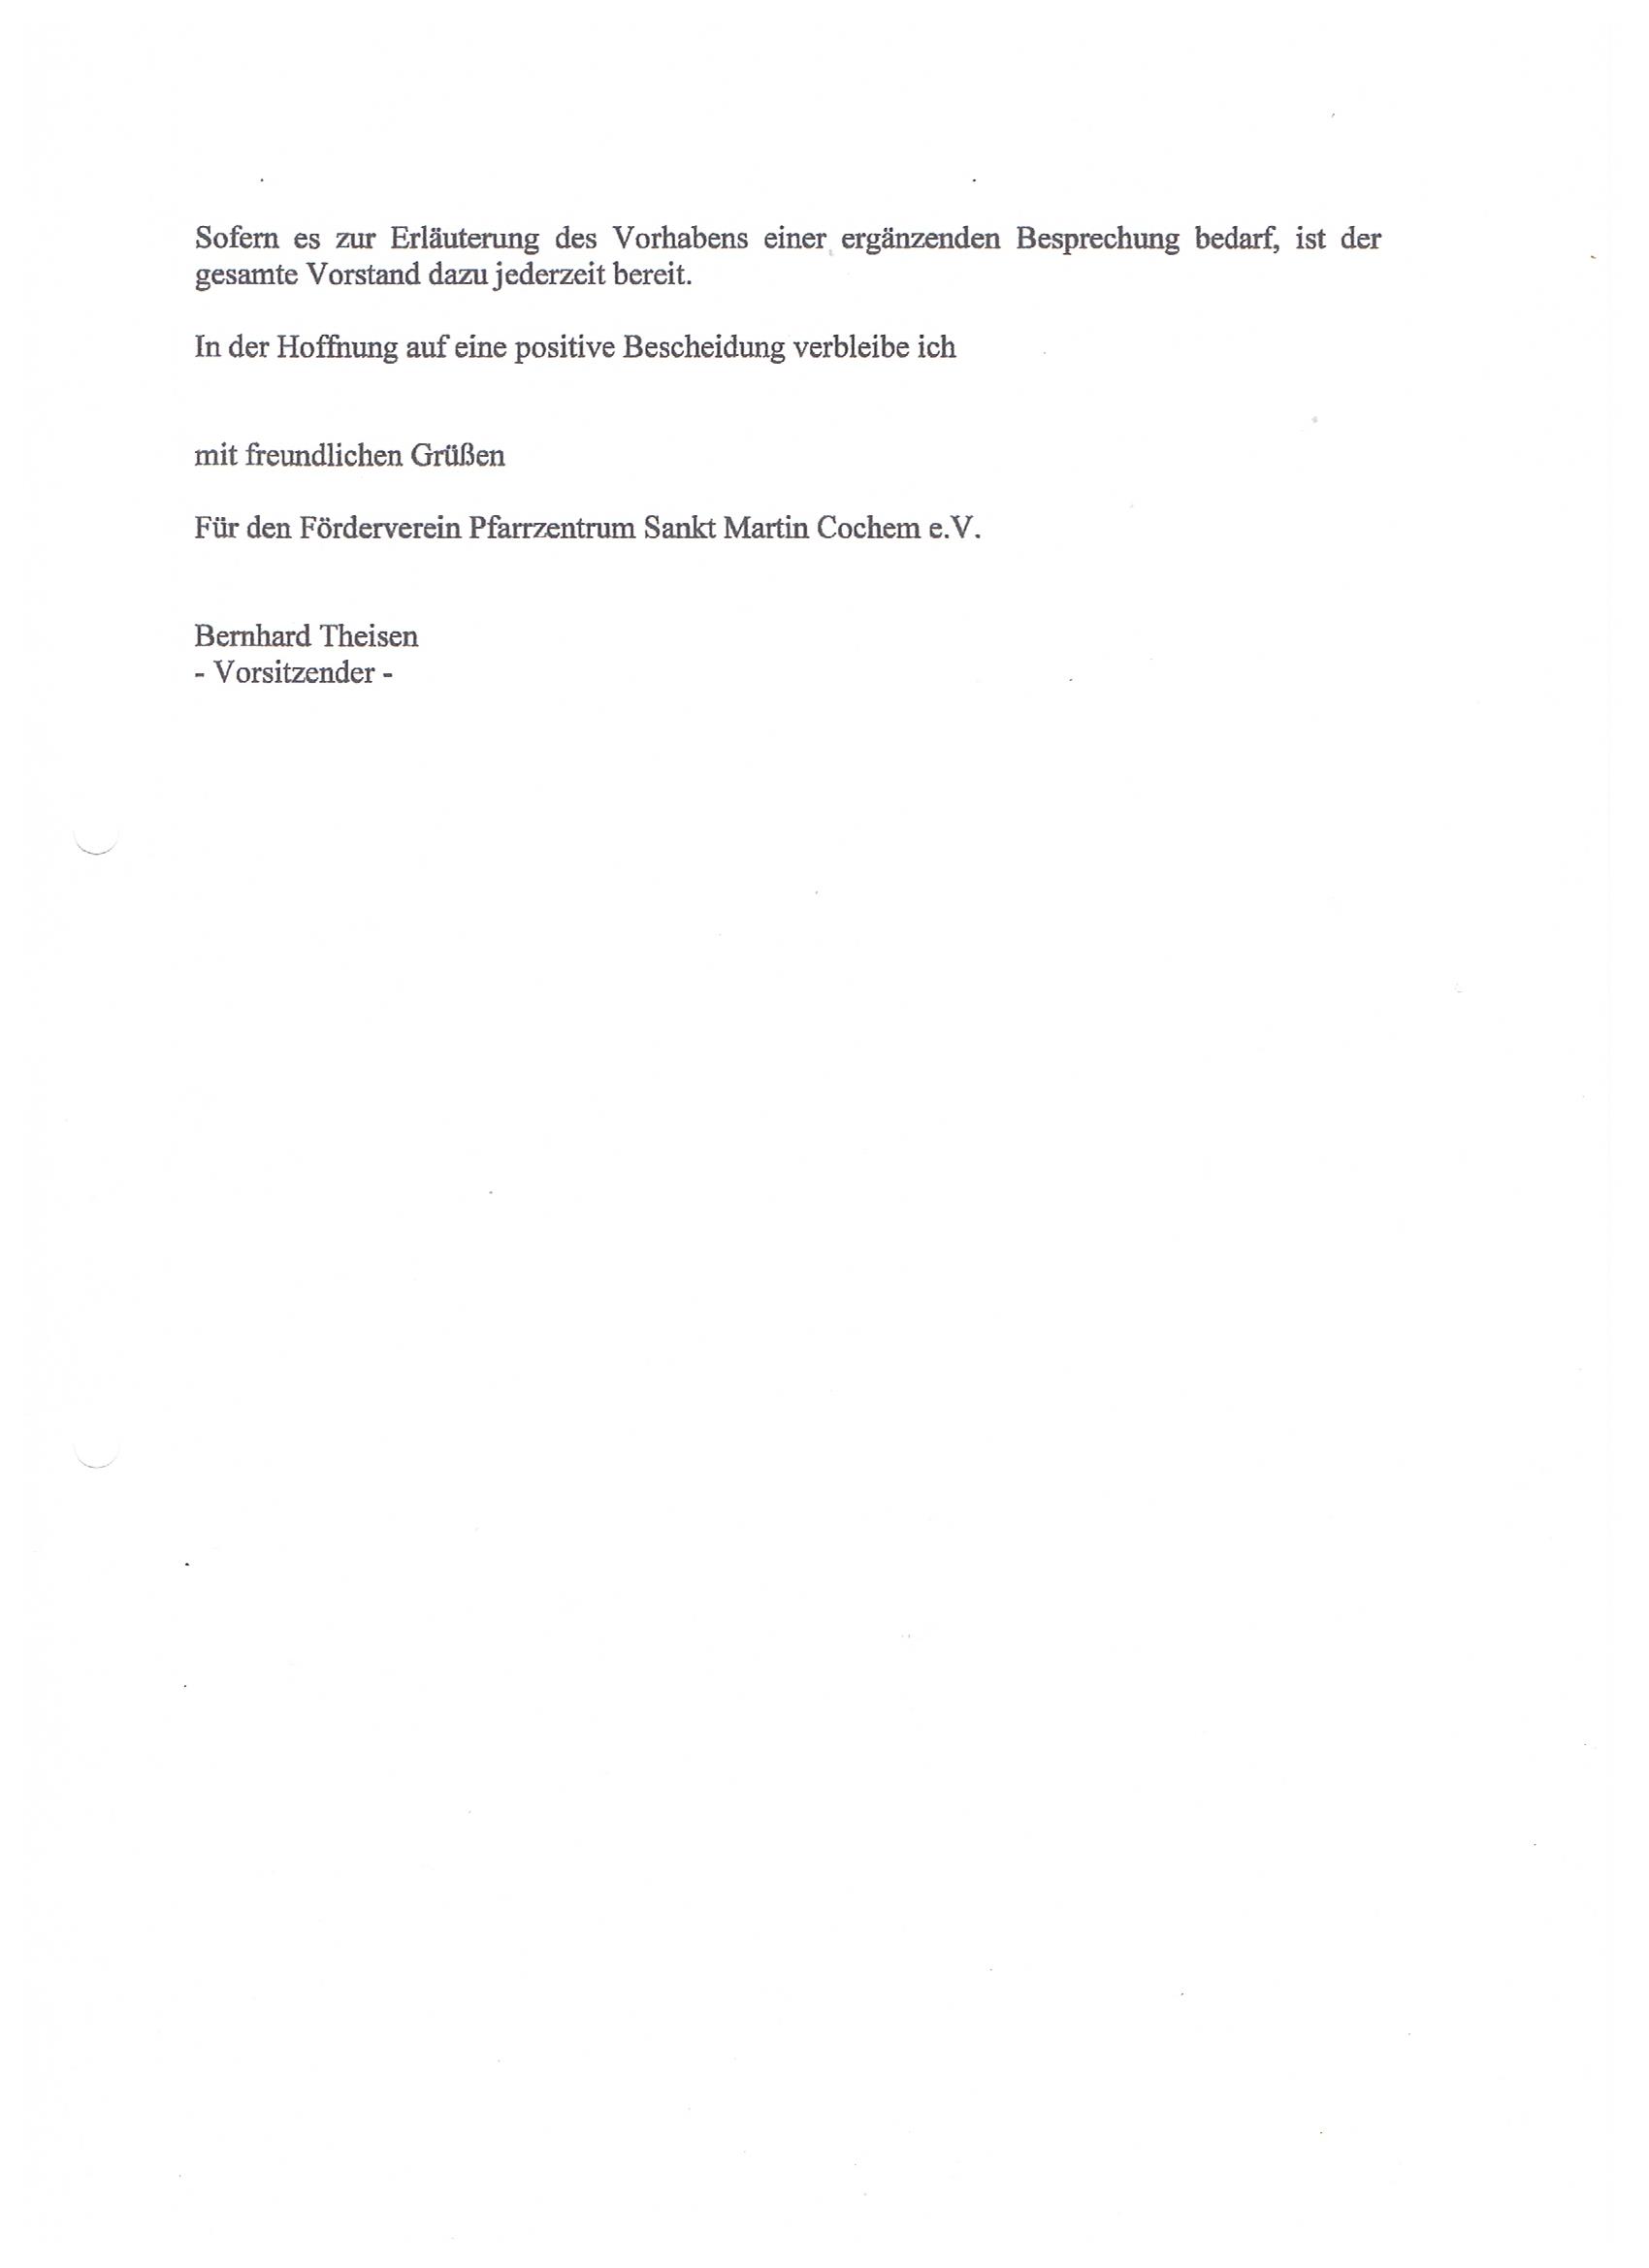 Sofern es zur Erläuterung des Vorhabens einer ergänzenden Besprechung bedarf, ist der
gesamte Vorstand dazu jederzeit bereit.
In der Hoffnung auf eine positive Bescheidung verbleibe ich
mit freundlichen Grüßen
Für den Förderverein Pfarrzentrum Sankt Martin Cochem e.V.
Bernhard Theisen
- Vorsitzender -